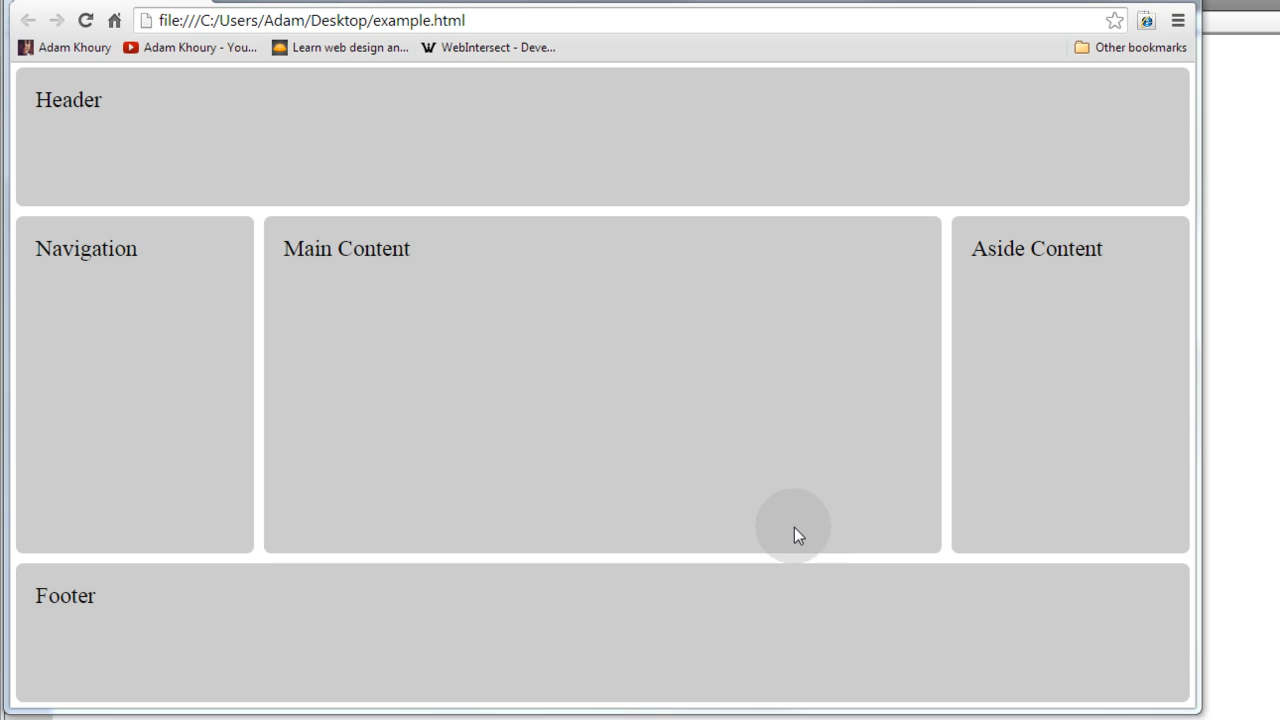 file:///C:/Users/Adam/Desktop/example.html
Adam Khoury Adam Khoury - You... Learn web design an... WebIntersect - Deve... Other bookmarks
Header
Navigation Main Content Aside Content
Footer